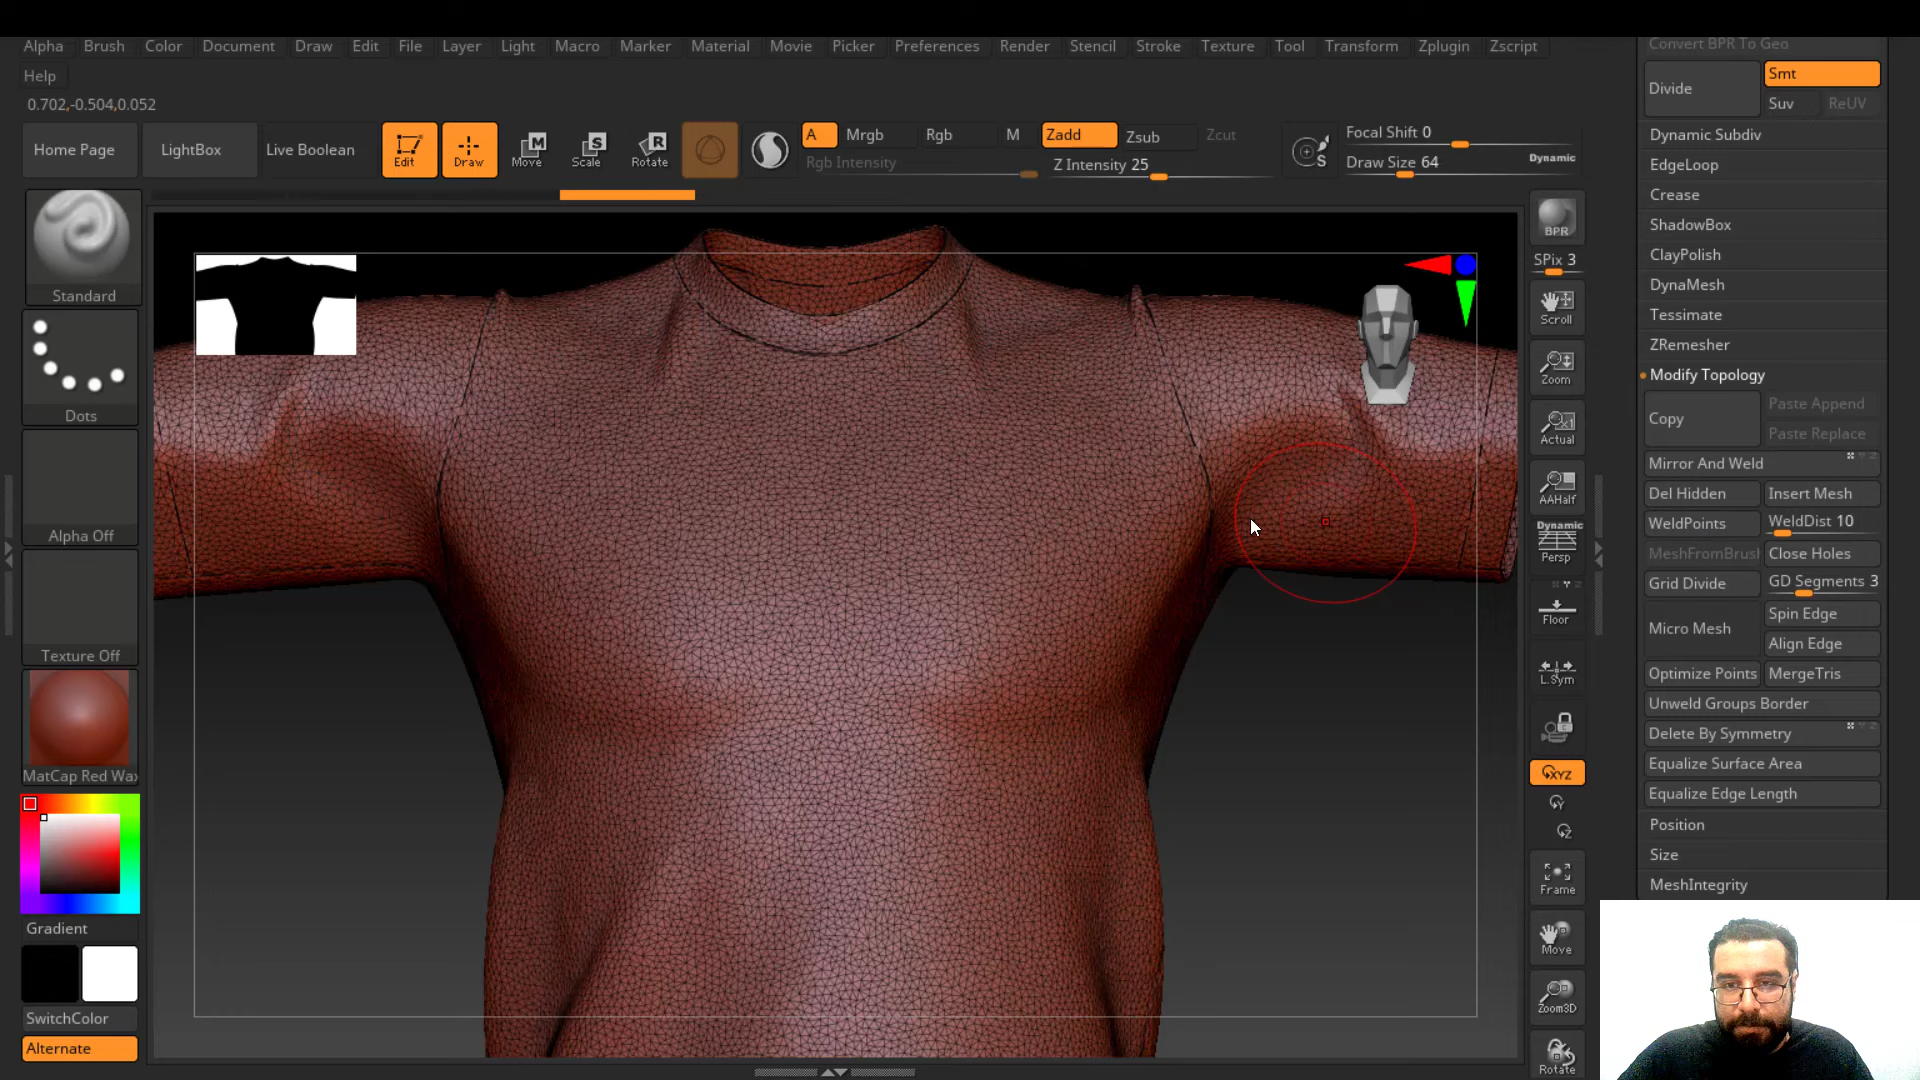 Alpha Brush Color Document Draw Edit File Layer Light Macro Marker Material Movie Picker Preferences Render Stencil Stroke Texture Tool Transform Zplugin Zscript
Help
0.702,-0.504,0.052
Home Page LightBox Live Boolean Edit Draw Move Scale Rotate
A Mrgb Rgb M Zadd Zsub Zcut
Rgb Intensity Z Intensity 25
Focal Shift 0
Draw Size 64 Dynamic
Standard
Dots
Alpha Off
Texture Off
MatCap Red Wax
Gradient
SwitchColor
Alternate
BPR
SPix 3
Scroll
Zoom
Actual
AAHalf
Dynamic
Persp
Floor
L.Sym
XYZ
Y
Z
Frame
Move
Zoom3D
Rotate
Convert BPR To Geo
Divide Smt
Suv ReUV
Dynamic Subdiv
EdgeLoop
Crease
ShadowBox
ClayPolish
DynaMesh
Tessimate
ZRemesher
Modify Topology
Copy Paste Append
Paste Replace
Mirror And Weld
Del Hidden Insert Mesh
WeldPoints WeldDist 10
MeshFromBrush Close Holes
Grid Divide GD Segments 3
Micro Mesh Spin Edge
Align Edge
Optimize Points MergeTris
Unweld Groups Border
Delete By Symmetry
Equalize Surface Area
Equalize Edge Length
Position
Size
MeshIntegrity